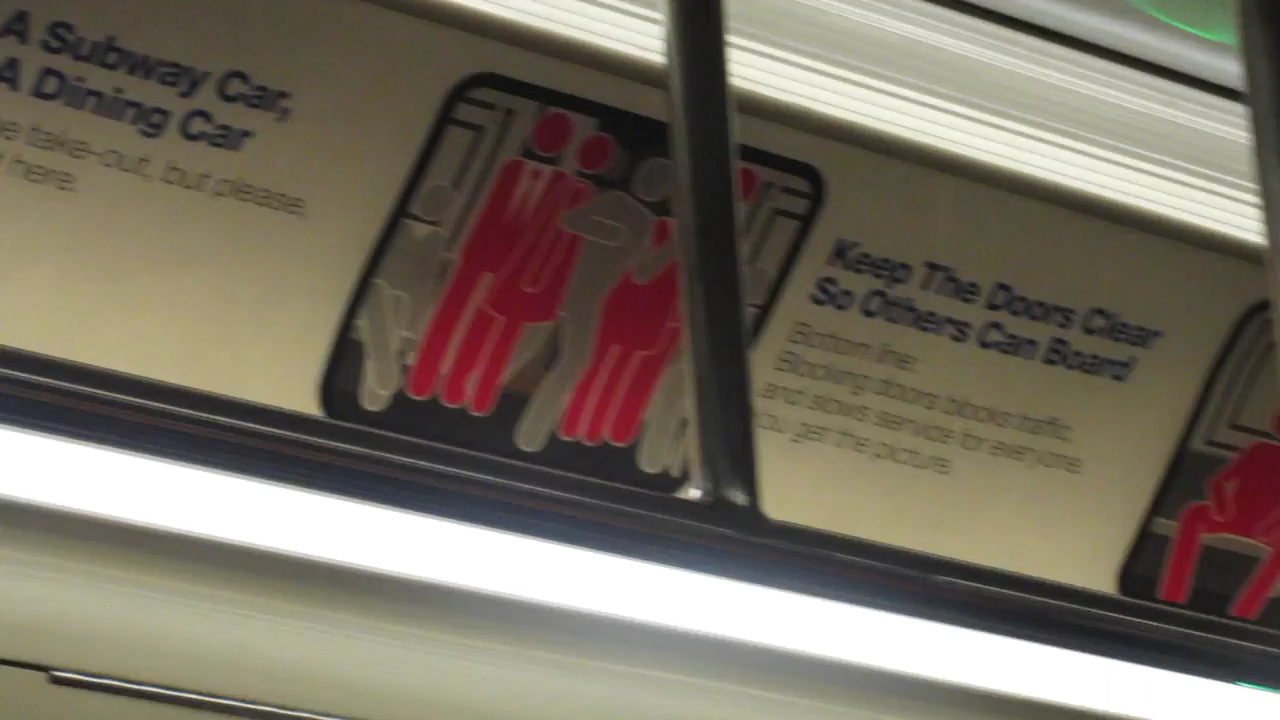 A Subway Car,
A Dining Car
take-out, but please,
here.
Keep The Doors Clear
So Others Can Board
Bottom line:
Blocking doors blocks traffic,
and slows service for everyone.
You get the picture.